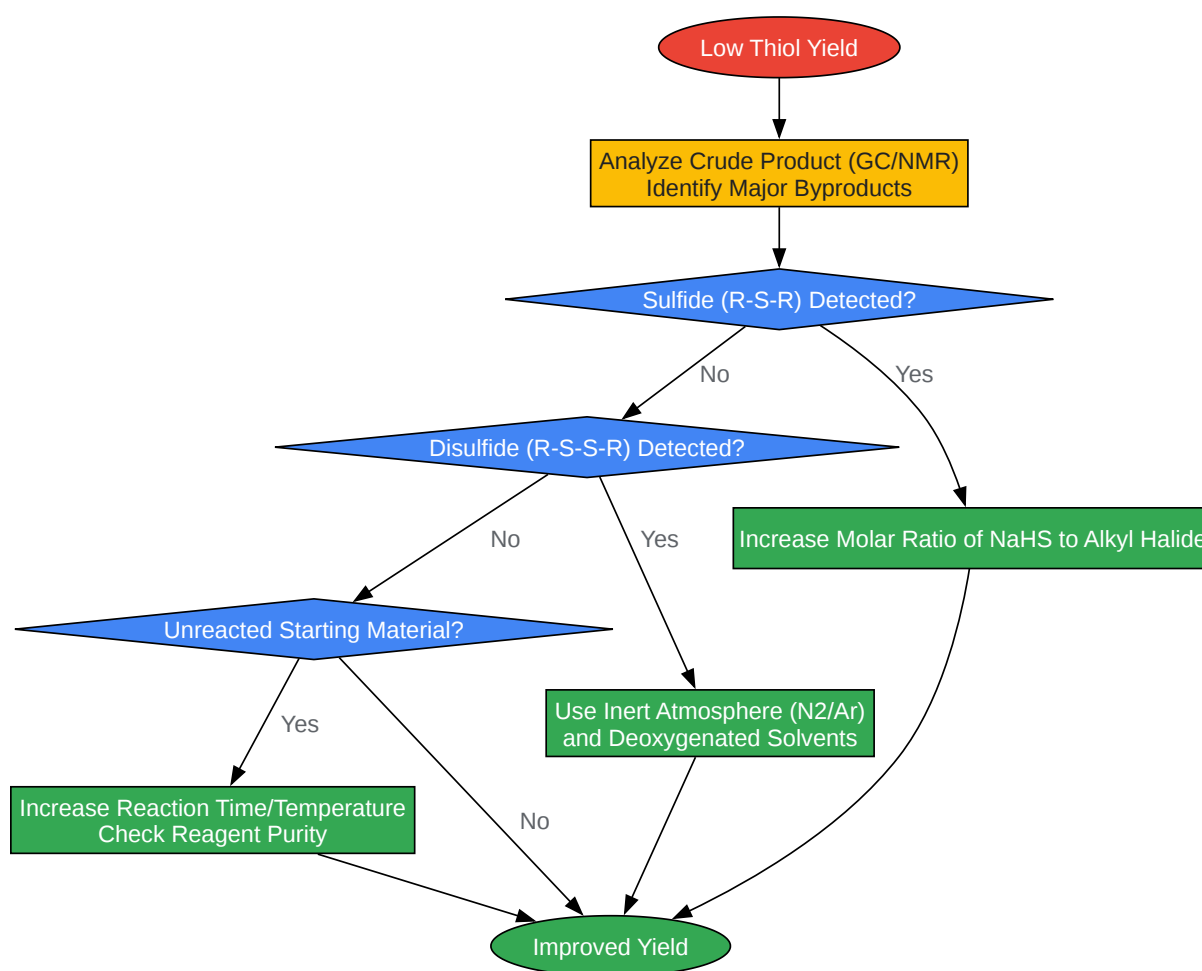 Low Thiol Yield
Analyze Crude Product (GC/NMR)
Identify Major Byproducts
Sulfide (R-S-R) Detected?
No
Yes
Disulfide (R-S-S-R) Detected?
No
Yes
Increase Molar Ratio of NaHS to Alkyl Halide
Unreacted Starting Material?
Yes
No
Use Inert Atmosphere (N2/Ar)
and Deoxygenated Solvents
Increase Reaction Time/Temperature
Check Reagent Purity
Improved Yield